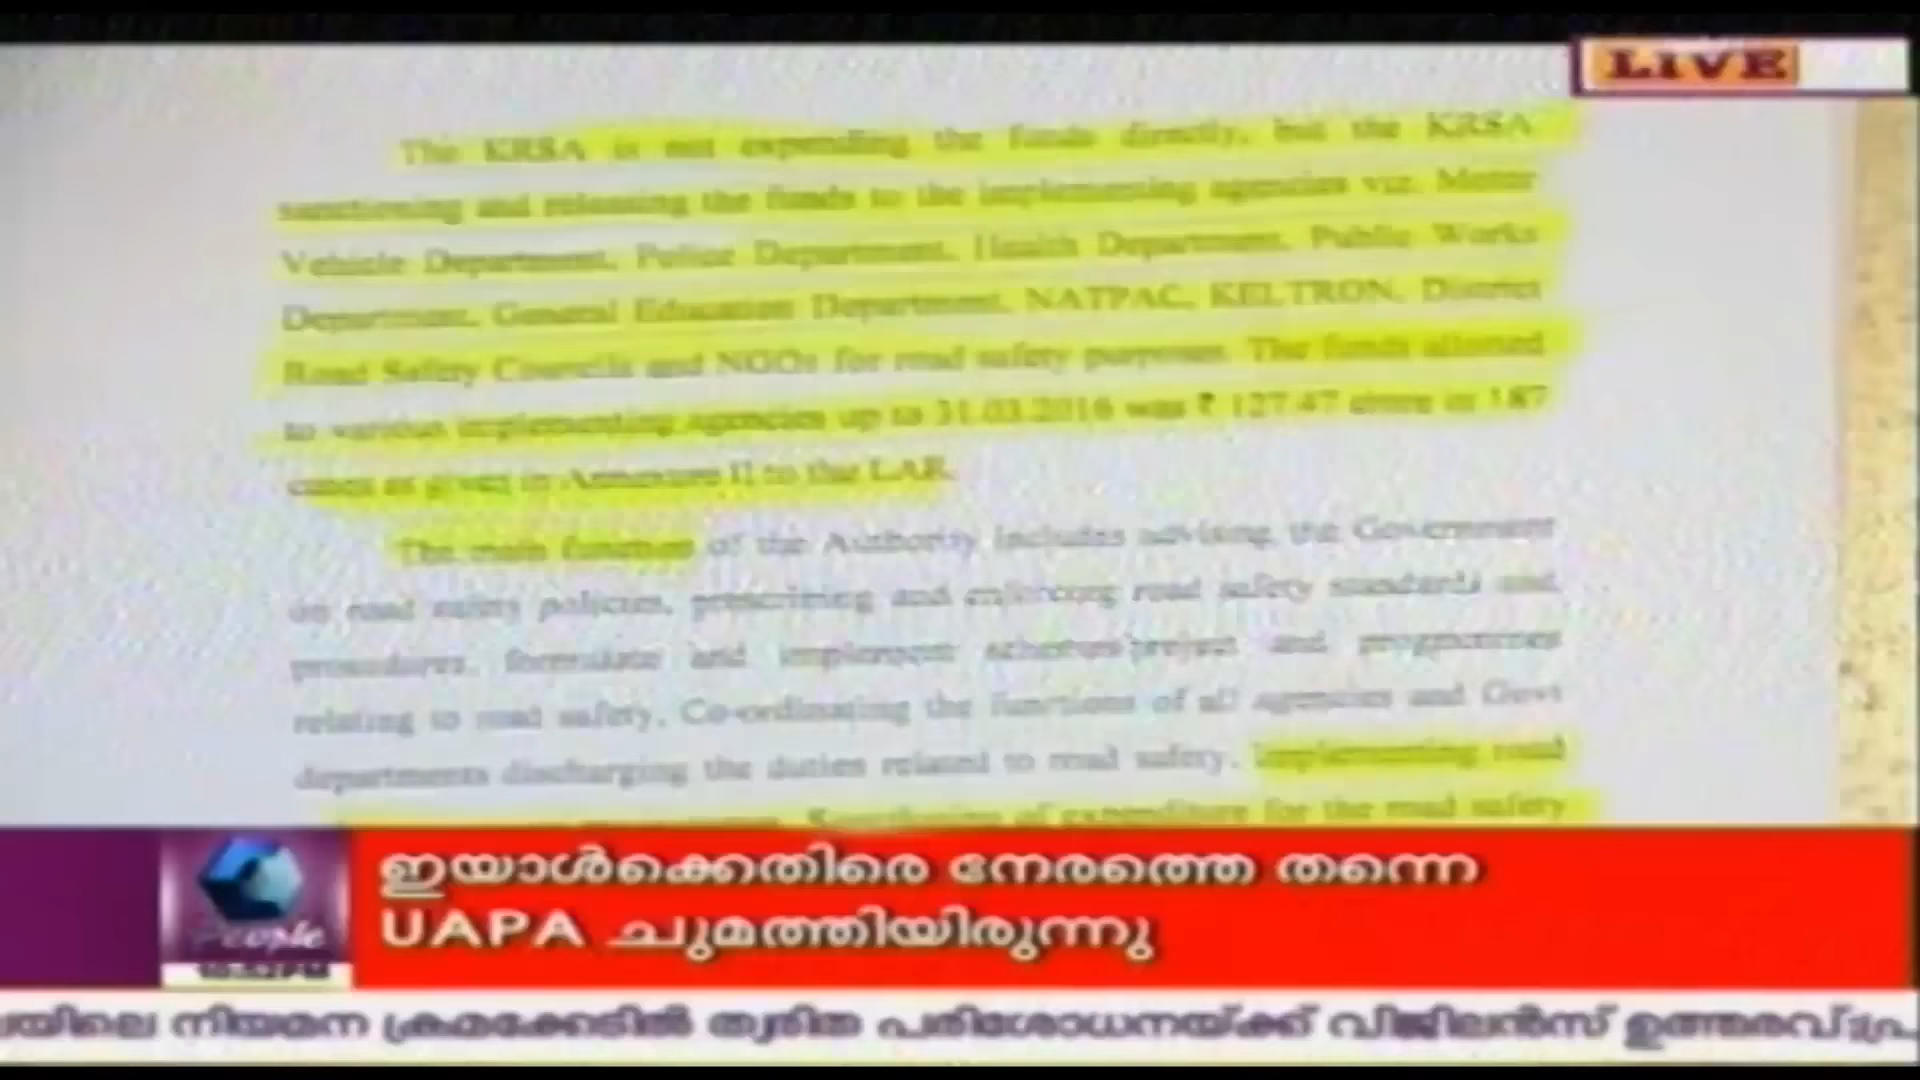 LIVE
The KRSA is not expending the funds directly, but the KRSA
sanctioning and releasing the funds to the implementing agencies viz. Motor
Vehicle Department, Police Department, Health Department, Public Works
Department, General Education Department, NATPAC, KELTRON, District
Road Safety Councils and NGOs for road safety purposes. The funds allotted
to various implementing agencies up to 31.03.2016 was ₹ 127.47 crore in 187
cases as given in Annexure II to the LAR.
The main function of the Authority includes advising the Government
on road safety policies, prescribing and enforcing road safety standards and
procedures, formulate and implement schemes/project and programmes
relating to road safety, Co-ordinating the functions of all agencies and Govt
departments discharging the duties related to road safety, Implementing road
of expenditure for the road safety
People
ഇയാൾക്കെതിരെ നേരത്തെ തന്നെ
UAPA ചുമത്തിയിരുന്നു
യിലെ നിയമന ക്രമക്കേടിൽ ത്വരിത പരിശോധനയ്ക്ക് വിജിലൻസ് ഉത്തരവ്